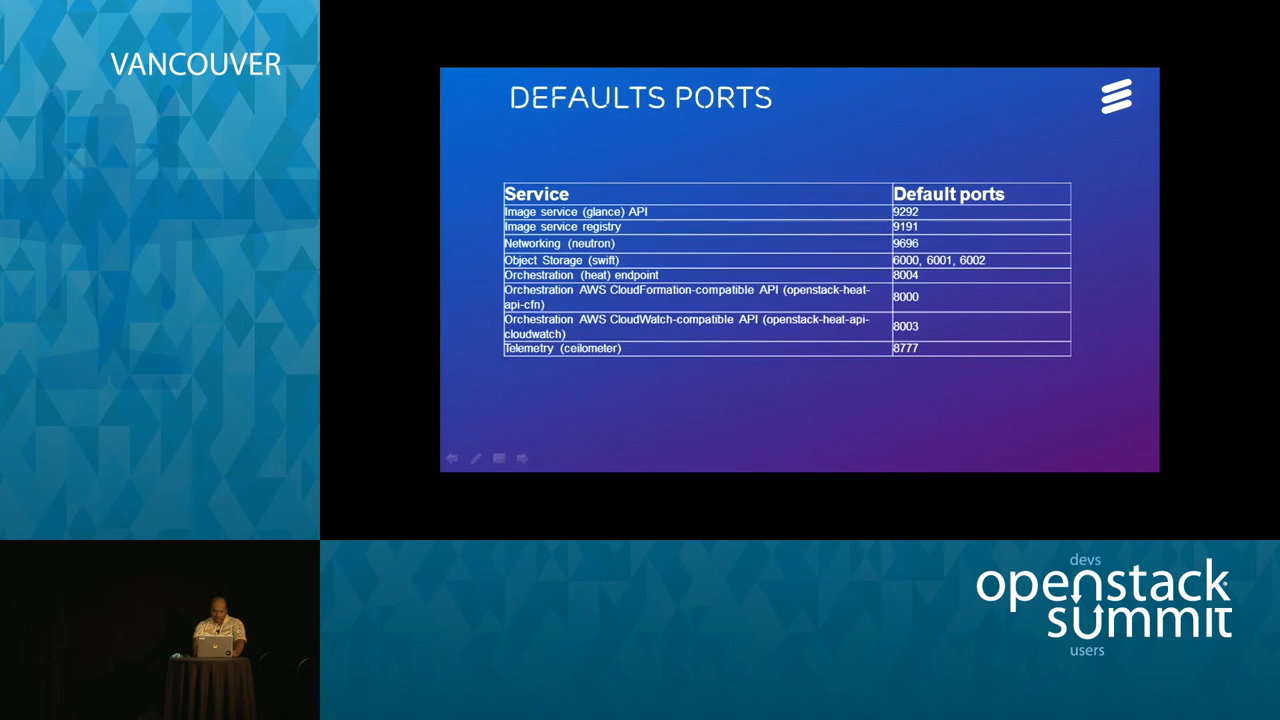 VANCOUVER
DEFAULTS PORTS
Service Default ports
Image service (glance) API 9292
Image service registry 9191
Networking (neutron) 9696
Object Storage (swift) 6000, 6001, 6002
Orchestration (heat) endpoint 8004
Orchestration AWS CloudFormation-compatible API (openstack-heat-
api-cfn) 8000
Orchestration AWS CloudWatch-compatible API (openstack-heat-api-
cloudwatch) 8003
Telemetry (ceilometer) 8777
devs
openstack
summit
users